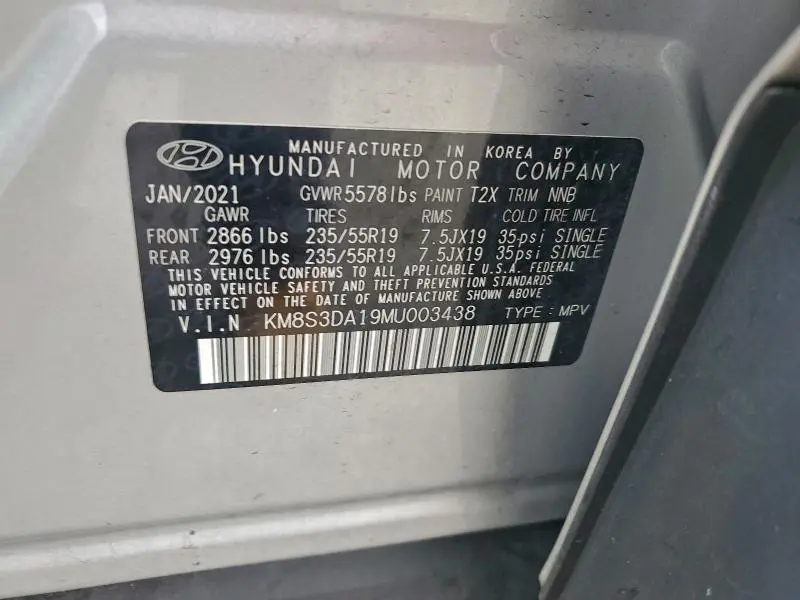 MANUFACTURED IN KOREA BY
HYUNDAI MOTOR COMPANY
JAN/2021 GVWR 5578lbs PAINT T2X TRIM NNB
GAWR TIRES RIMS COLD TIRE INFL
FRONT 2866 lbs 235/55R19 7.5JX19 35psi SINGLE
REAR 2976 lbs 235/55R19 7.5JX19 35psi SINGLE
THIS VEHICLE CONFORMS TO ALL APPLICABLE U.S.A. FEDERAL
MOTOR VEHICLE SAFETY AND THEFT PREVENTION STANDARDS
IN EFFECT ON THE DATE OF MANUFACTURE SHOWN ABOVE.
V.I.N KM8S3DA19MU003438 TYPE : MPV